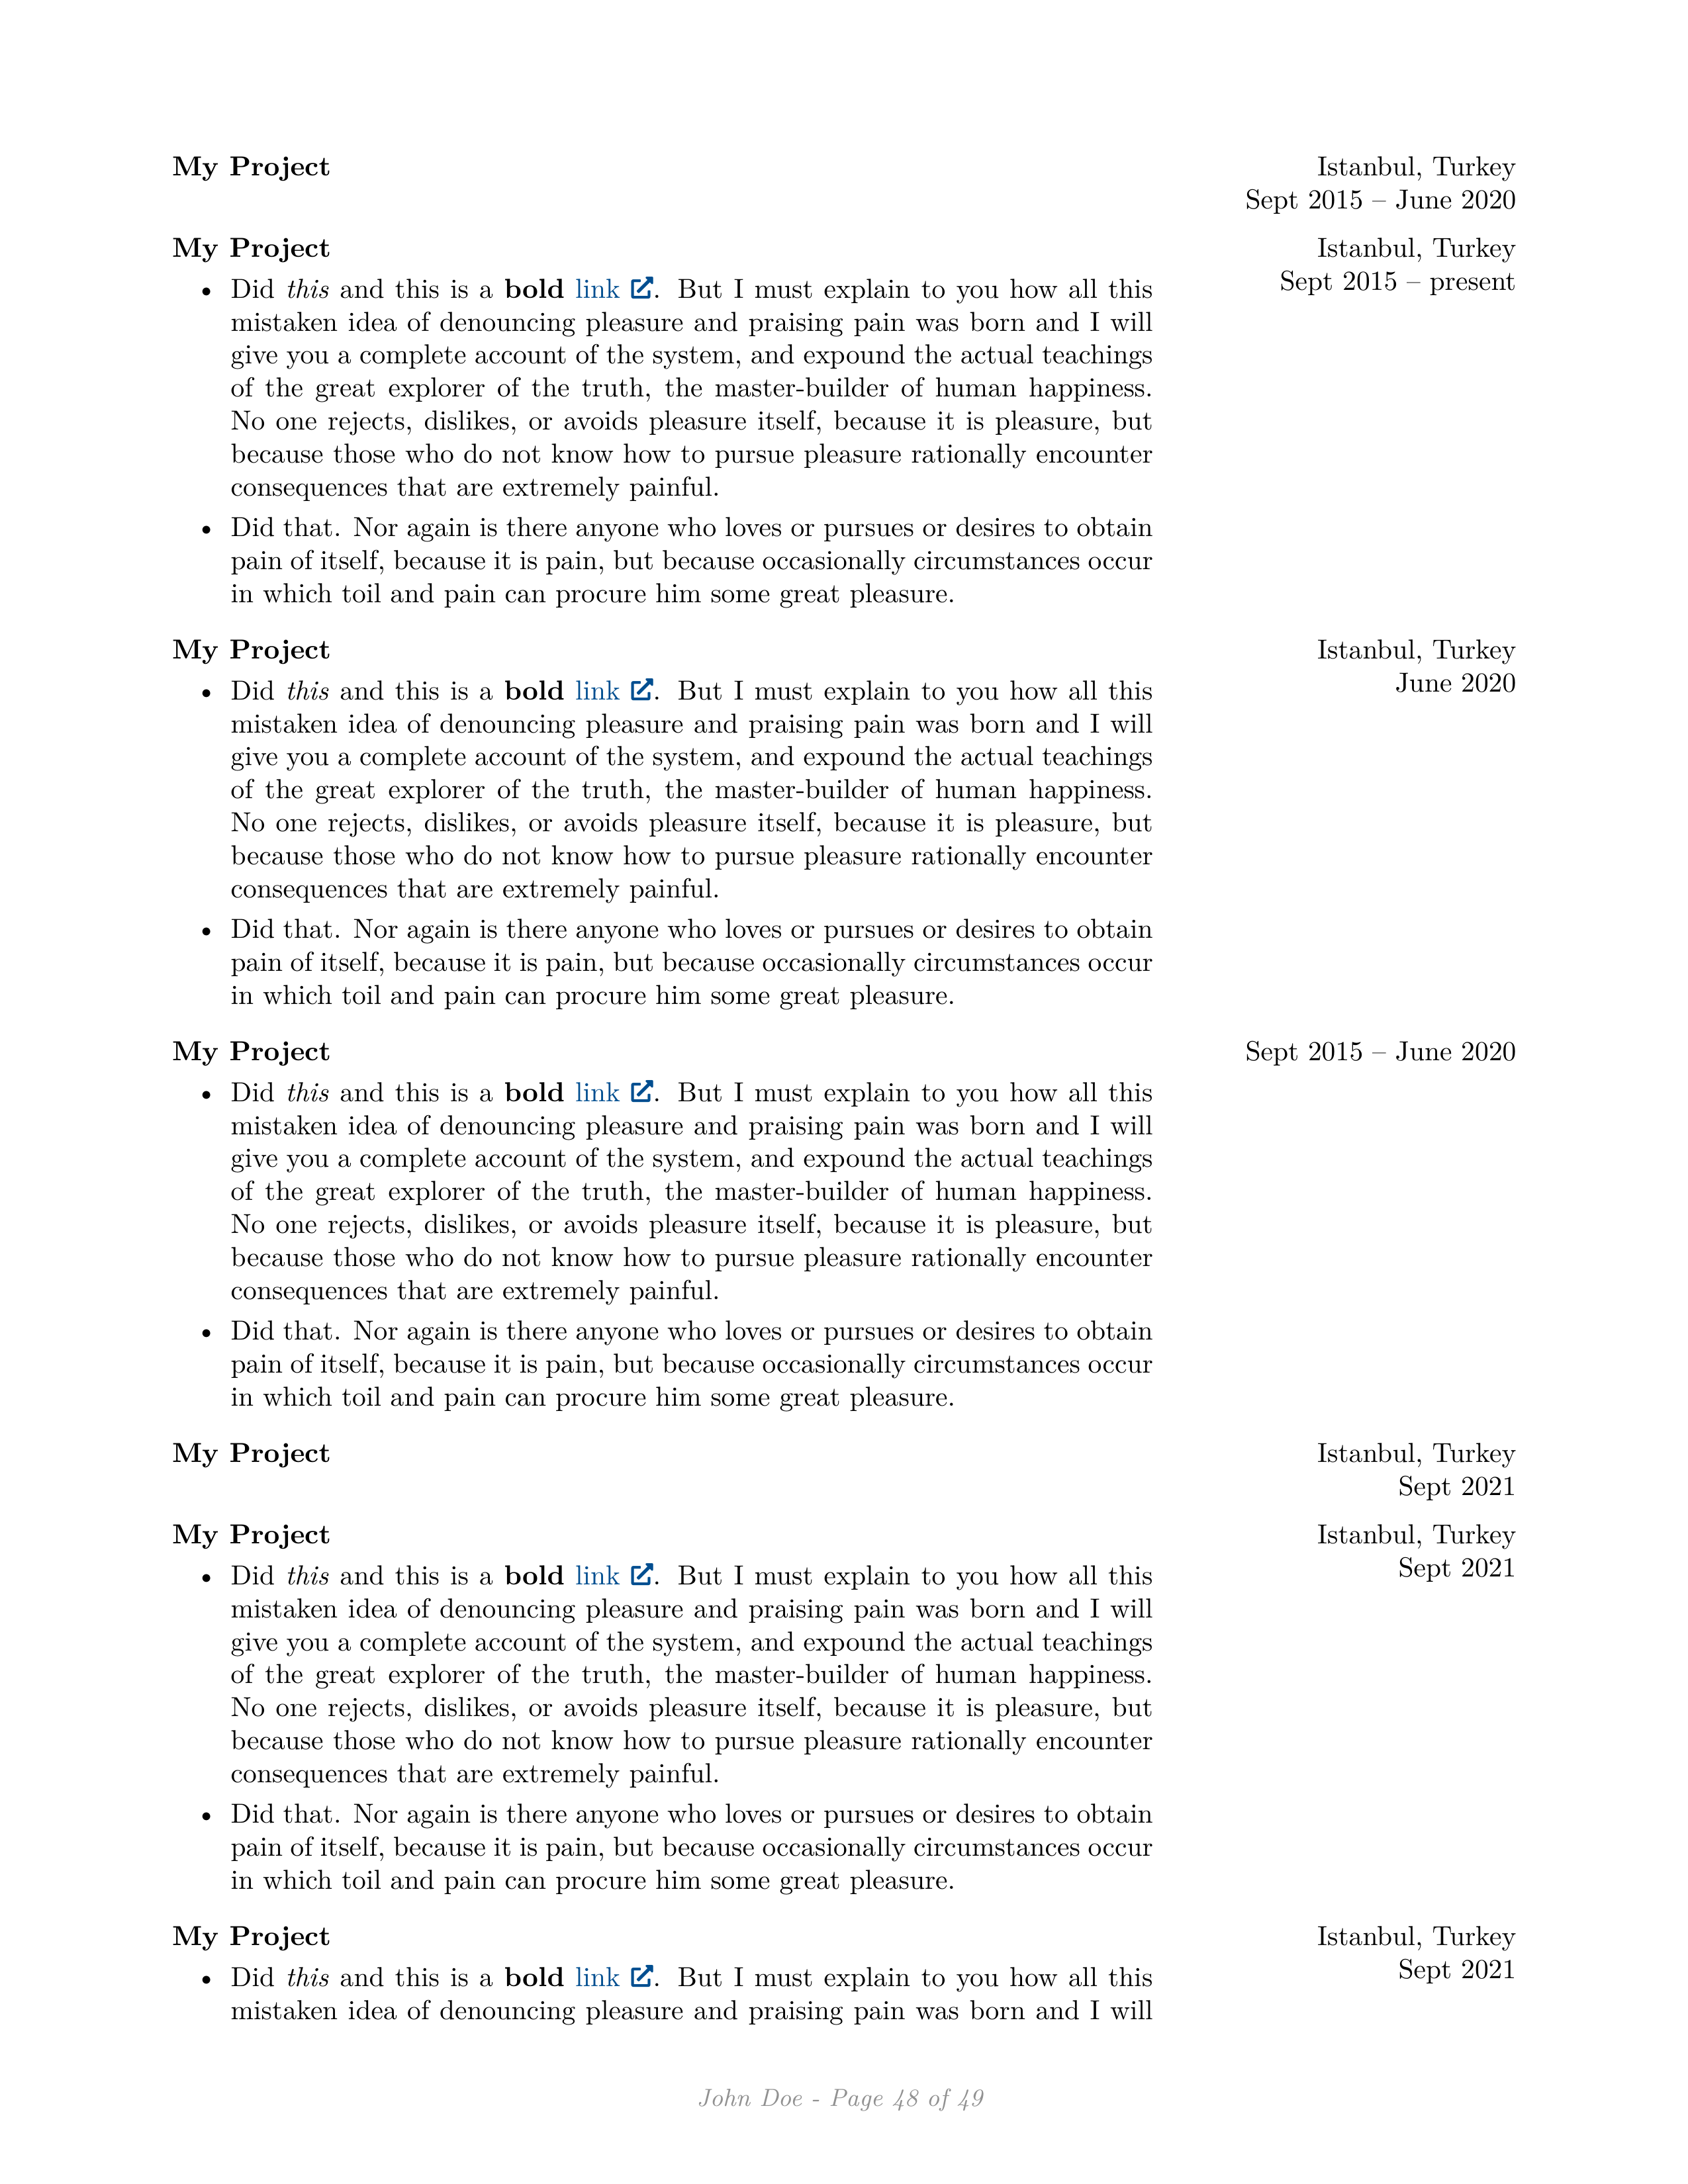 My Project
Istanbul, Turkey
Sept 2015 – June 2020
My Project
Istanbul, Turkey
Sept 2015 – present
• Did this and this is a bold link. But I must explain to you how all this
mistaken idea of denouncing pleasure and praising pain was born and I will
give you a complete account of the system, and expound the actual teachings
of the great explorer of the truth, the master-builder of human happiness.
No one rejects, dislikes, or avoids pleasure itself, because it is pleasure, but
because those who do not know how to pursue pleasure rationally encounter
consequences that are extremely painful.
• Did that. Nor again is there anyone who loves or pursues or desires to obtain
pain of itself, because it is pain, but because occasionally circumstances occur
in which toil and pain can procure him some great pleasure.
My Project
Istanbul, Turkey
June 2020
• Did this and this is a bold link. But I must explain to you how all this
mistaken idea of denouncing pleasure and praising pain was born and I will
give you a complete account of the system, and expound the actual teachings
of the great explorer of the truth, the master-builder of human happiness.
No one rejects, dislikes, or avoids pleasure itself, because it is pleasure, but
because those who do not know how to pursue pleasure rationally encounter
consequences that are extremely painful.
• Did that. Nor again is there anyone who loves or pursues or desires to obtain
pain of itself, because it is pain, but because occasionally circumstances occur
in which toil and pain can procure him some great pleasure.
My Project
Sept 2015 – June 2020
• Did this and this is a bold link. But I must explain to you how all this
mistaken idea of denouncing pleasure and praising pain was born and I will
give you a complete account of the system, and expound the actual teachings
of the great explorer of the truth, the master-builder of human happiness.
No one rejects, dislikes, or avoids pleasure itself, because it is pleasure, but
because those who do not know how to pursue pleasure rationally encounter
consequences that are extremely painful.
• Did that. Nor again is there anyone who loves or pursues or desires to obtain
pain of itself, because it is pain, but because occasionally circumstances occur
in which toil and pain can procure him some great pleasure.
My Project
Istanbul, Turkey
Sept 2021
My Project
Istanbul, Turkey
Sept 2021
• Did this and this is a bold link. But I must explain to you how all this
mistaken idea of denouncing pleasure and praising pain was born and I will
give you a complete account of the system, and expound the actual teachings
of the great explorer of the truth, the master-builder of human happiness.
No one rejects, dislikes, or avoids pleasure itself, because it is pleasure, but
because those who do not know how to pursue pleasure rationally encounter
consequences that are extremely painful.
• Did that. Nor again is there anyone who loves or pursues or desires to obtain
pain of itself, because it is pain, but because occasionally circumstances occur
in which toil and pain can procure him some great pleasure.
My Project
Istanbul, Turkey
Sept 2021
• Did this and this is a bold link. But I must explain to you how all this
mistaken idea of denouncing pleasure and praising pain was born and I will
John Doe - Page 48 of 49